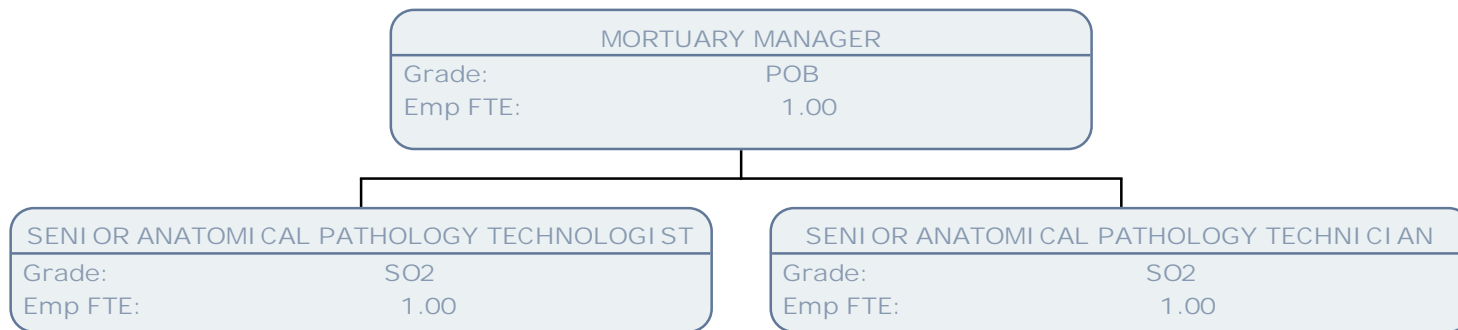 MORTUARY MANAGER
Grade: POB
Emp FTE: 1.00
SENIOR ANATOMICAL PATHOLOGY TECHNOLOGIST
Grade: SO2
Emp FTE: 1.00
SENIOR ANATOMICAL PATHOLOGY TECHNICIAN
Grade: SO2
Emp FTE: 1.00